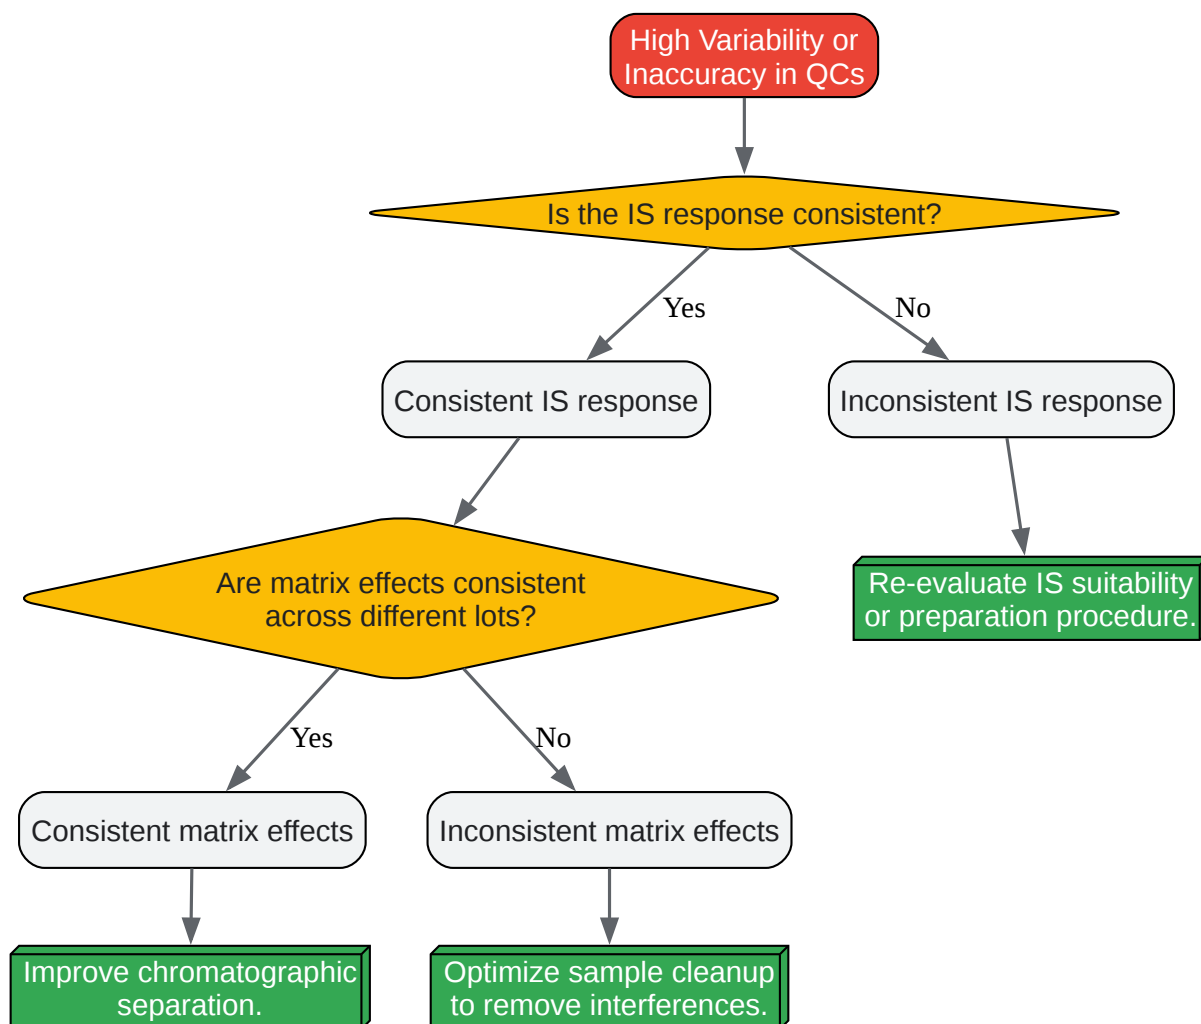 High Variability or
Inaccuracy in QCs
Is the IS response consistent?
Yes
No
Consistent IS response
Inconsistent IS response
Are matrix effects consistent
across different lots?
Re-evaluate IS suitability
or preparation procedure.
Yes
No
Consistent matrix effects
Inconsistent matrix effects
Improve chromatographic
separation.
Optimize sample cleanup
to remove interferences.